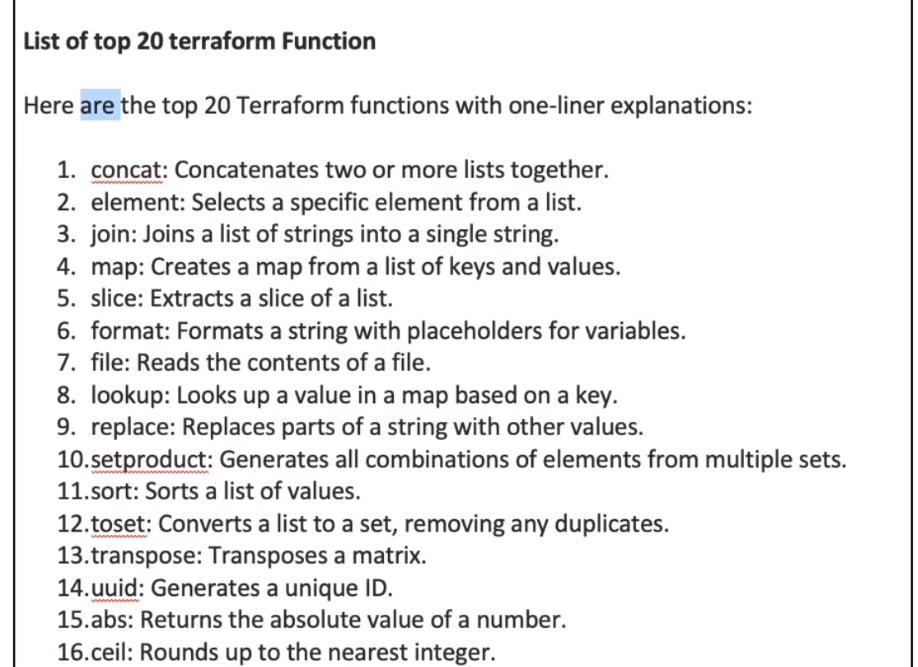 List of top 20 terraform Function
Here are the top 20 Terraform functions with one-liner explanations:
1. concat: Concatenates two or more lists together.
2. element: Selects a specific element from a list.
3. join: Joins a list of strings into a single string.
4. map: Creates a map from a list of keys and values.
5. slice: Extracts a slice of a list.
6. format: Formats a string with placeholders for variables.
7. file: Reads the contents of a file.
8. lookup: Looks up a value in a map based on a key.
9. replace: Replaces parts of a string with other values.
10.setproduct: Generates all combinations of elements from multiple sets.
11.sort: Sorts a list of values.
12.toset: Converts a list to a set, removing any duplicates.
13.transpose: Transposes a matrix.
14.uuid: Generates a unique ID.
15.abs: Returns the absolute value of a number.
16.ceil: Rounds up to the nearest integer.